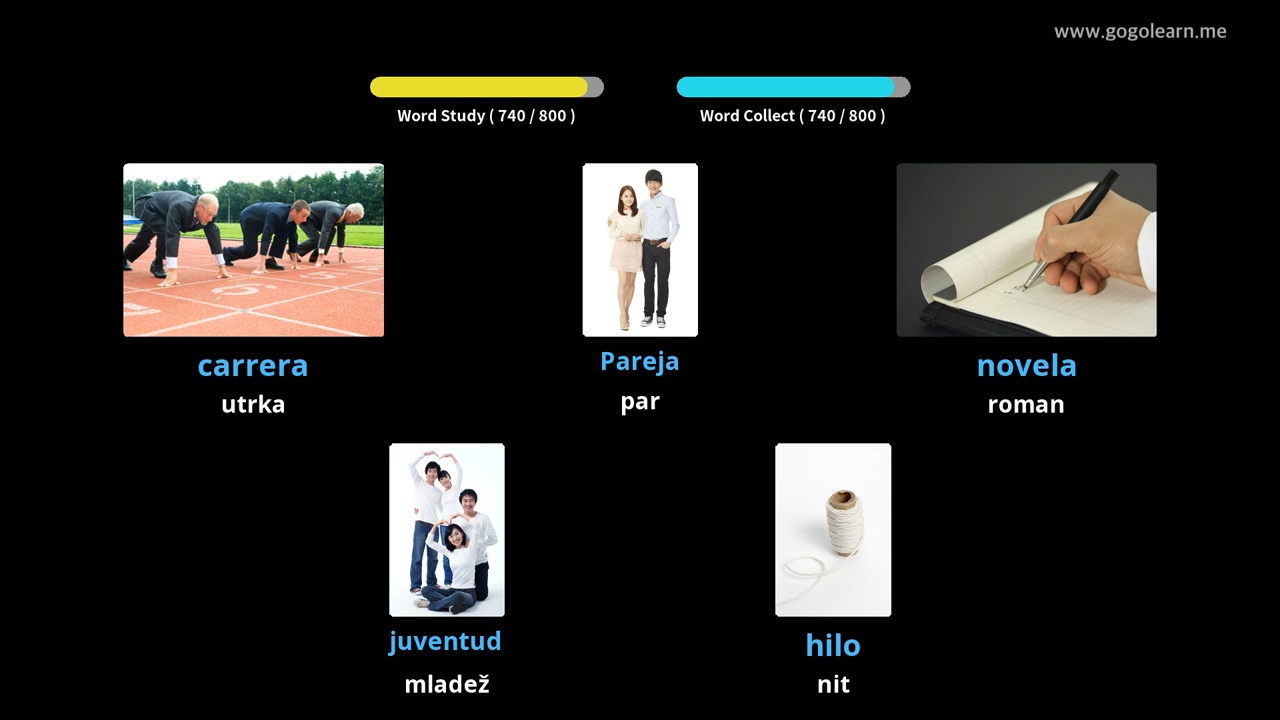 www.gogolearn.me
Word Study ( 740 / 800 )
Word Collect ( 740 / 800 )
carrera
utrka
Pareja
par
novela
roman
juventud
mladež
hilo
nit